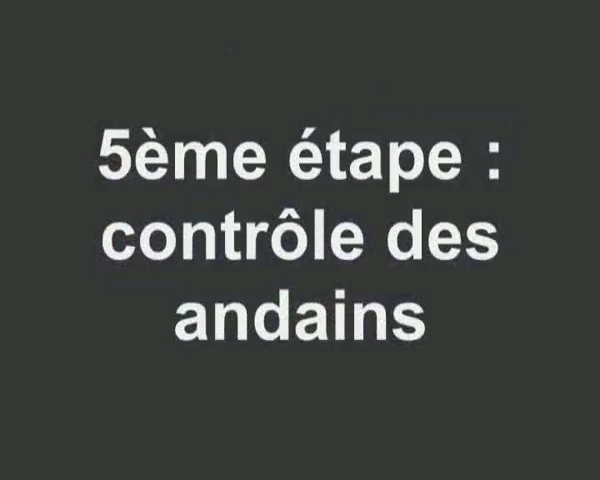 5ème étape :
contrôle des
andains